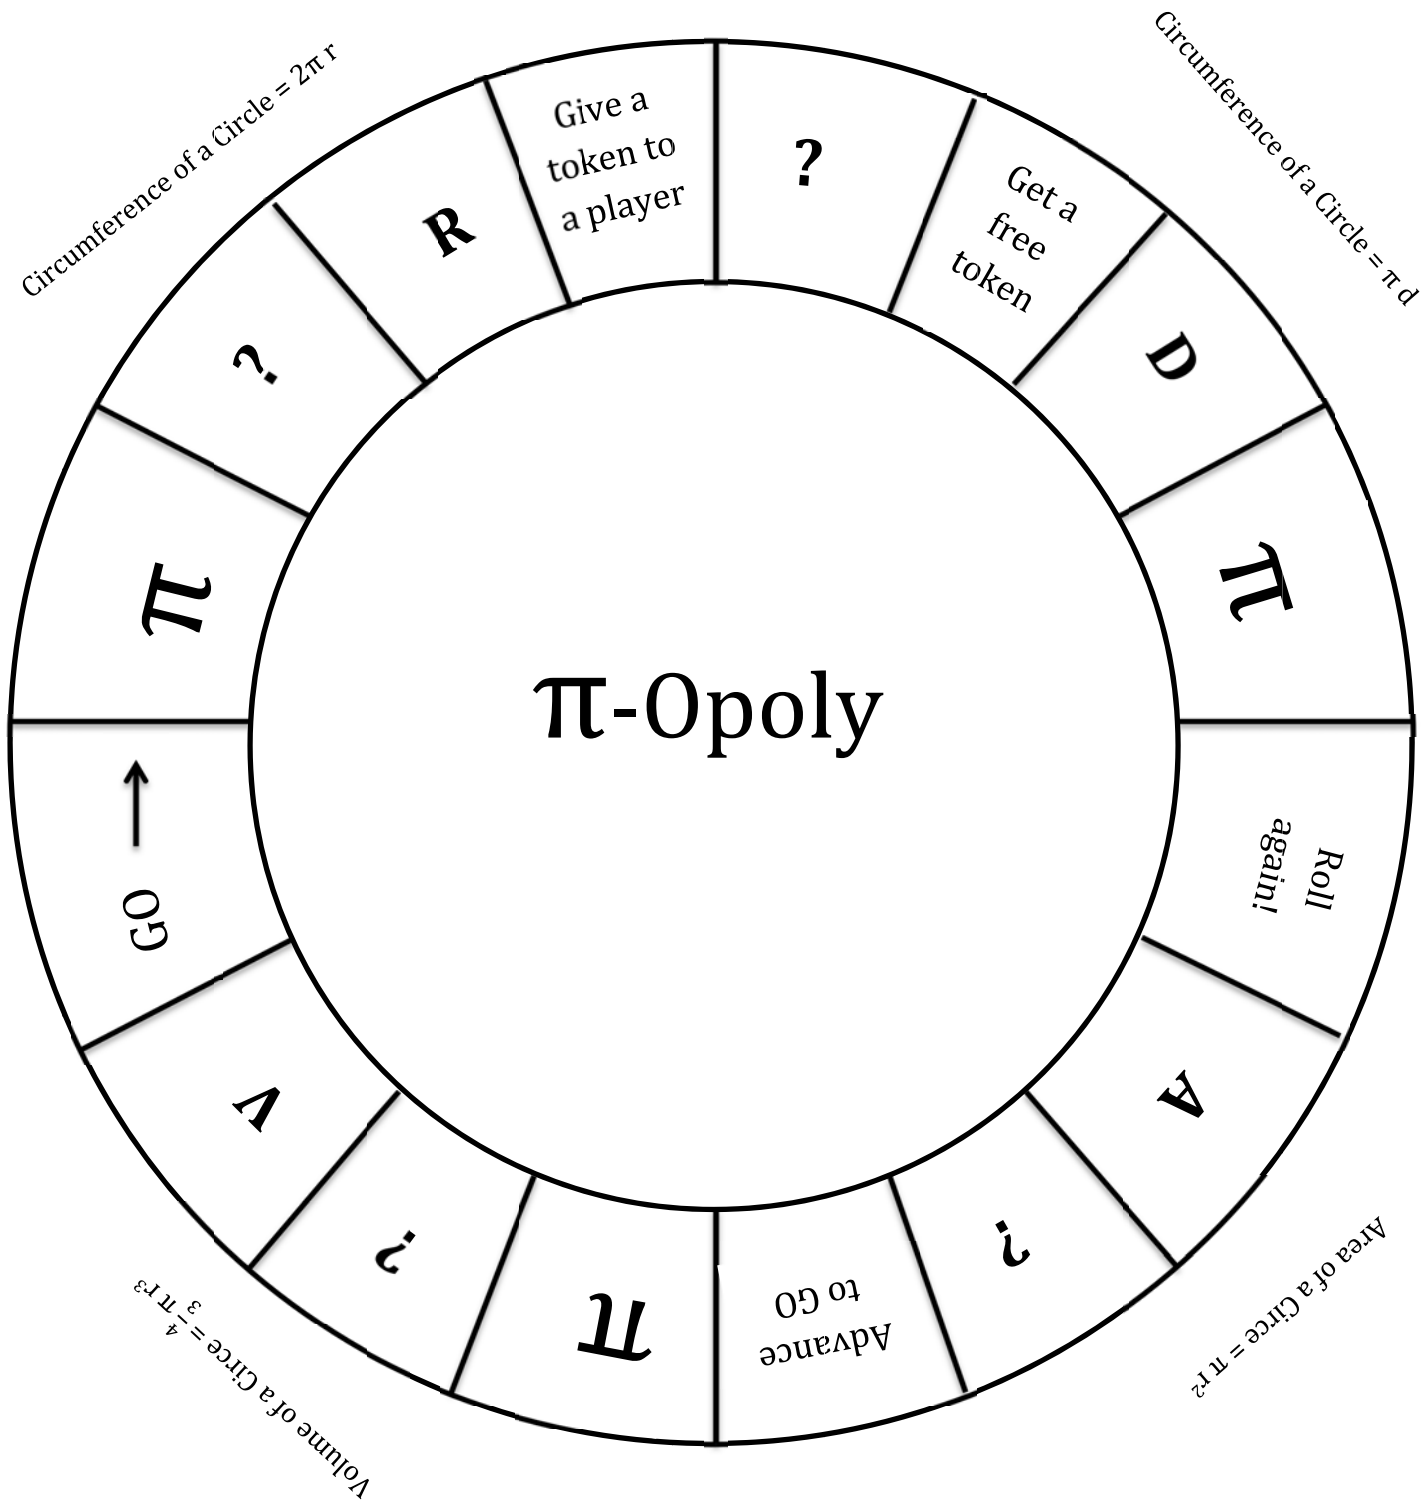 Circumference of a Circle = 2π r
Circumference of a Circle = π d
Give a
token to
a player
?
Get a
free
token
D
π
Roll
again!
A
?
Advance
to GO
π
?
V
GO
π
?
R
π-Opoly
Area of a Circe = π r²
Volume of a Circe = 4/3 π r³